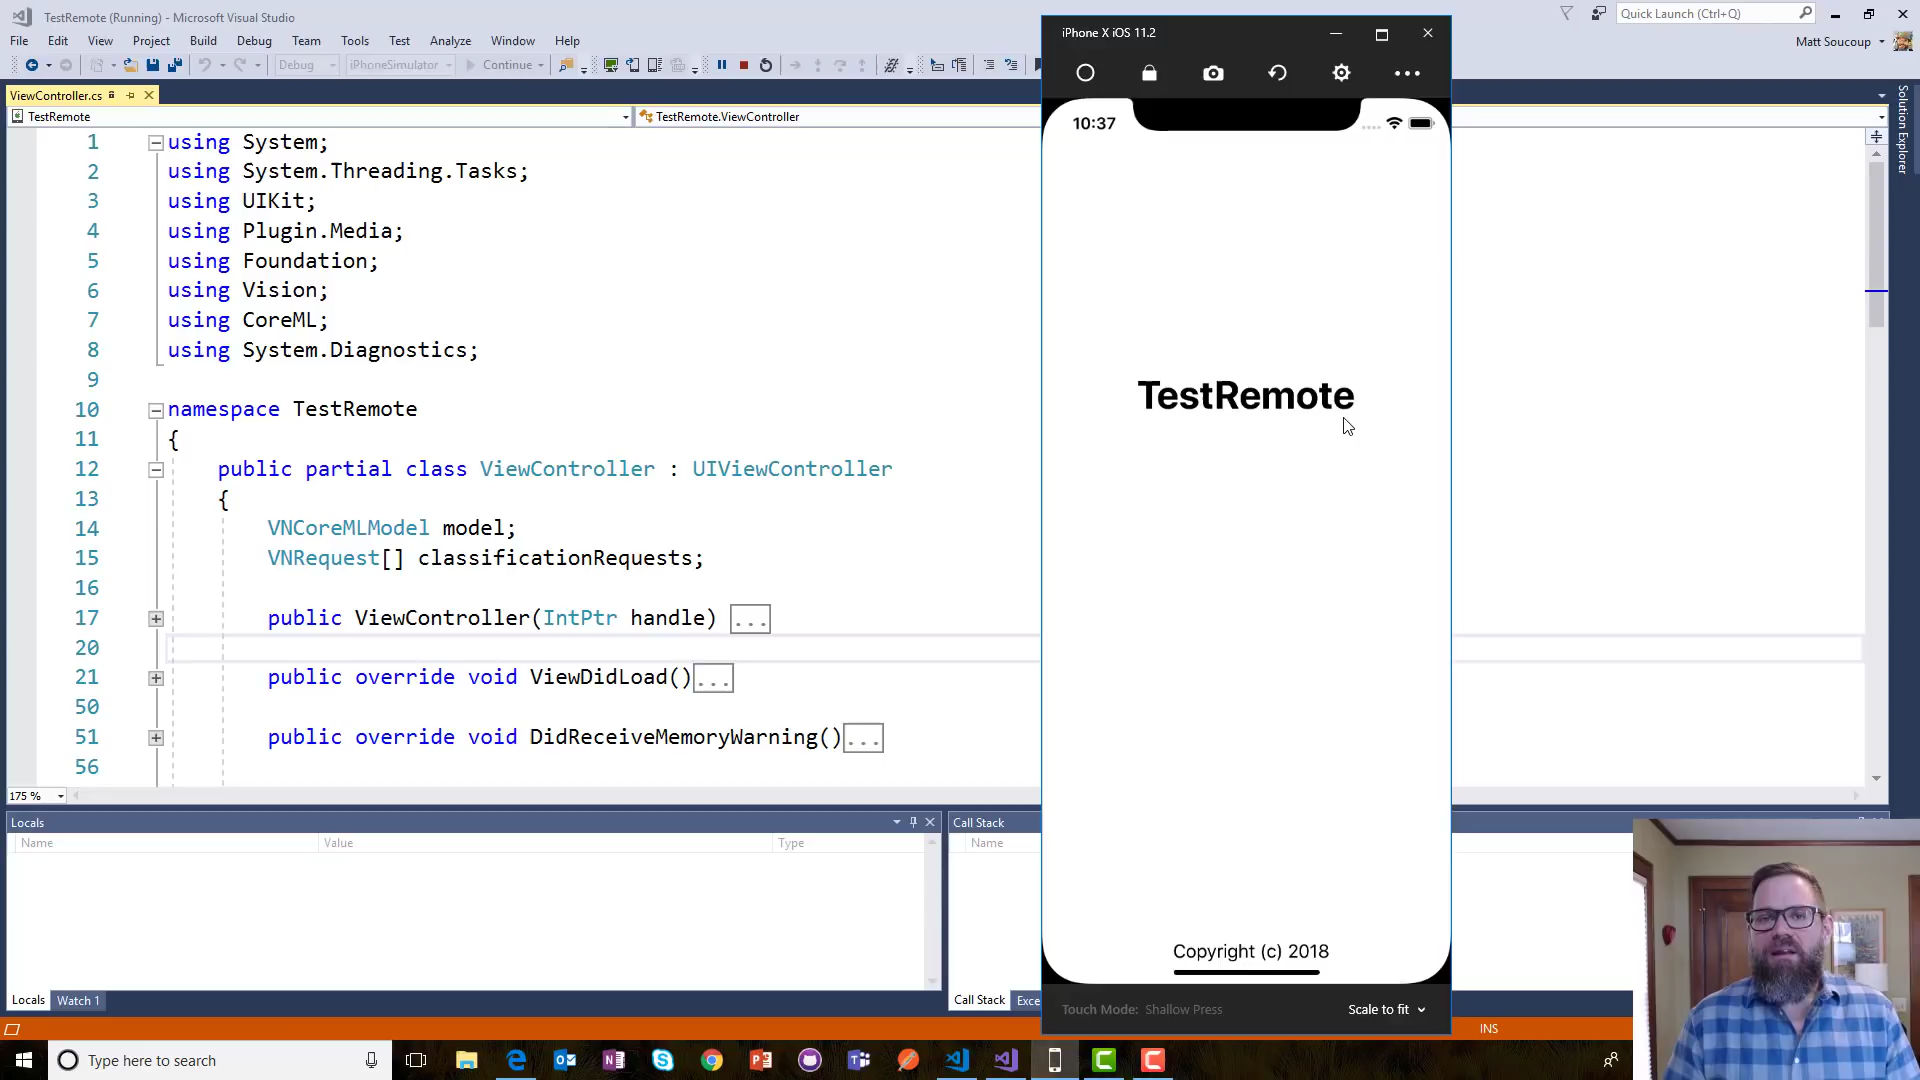 TestRemote (Running) - Microsoft Visual Studio
Quick Launch (Ctrl+Q)
File Edit View Project Build Debug Team Tools Test Analyze Window Help
Matt Soucoup
Debug iPhoneSimulator Continue
ViewController.cs
TestRemote
TestRemote.ViewController
Solution Explorer
1 using System;
2 using System.Threading.Tasks;
3 using UIKit;
4 using Plugin.Media;
5 using Foundation;
6 using Vision;
7 using CoreML;
8 using System.Diagnostics;
9
10 namespace TestRemote
11 {
12 public partial class ViewController : UIViewController
13 {
14 VNCoreMLModel model;
15 VNRequest[] classificationRequests;
16
17 public ViewController(IntPtr handle) ...
20
21 public override void ViewDidLoad()...
50
51 public override void DidReceiveMemoryWarning()...
56
175 %
Locals
Name Value Type
Locals Watch 1
Call Stack
Name
Call Stack Exce
iPhone X iOS 11.2
10:37
TestRemote
Copyright (c) 2018
Touch Mode: Shallow Press
Scale to fit
INS
Type here to search